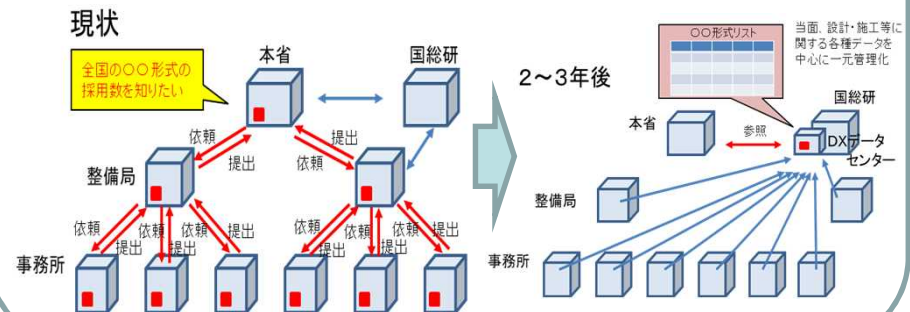 現状
本省
国総研
全国の〇〇形式の
採用数を知りたい
依頼
提出
依頼
提出
整備局
依頼
提出
依頼
提出
依頼
提出
依頼
提出
依頼
提出
依頼
提出
事務所
2~3年後
〇〇形式リスト
当面、設計・施工等に
関する各種データを
中心に一元管理化
国総研
本省
参照
DXデータ
センター
整備局
事務所